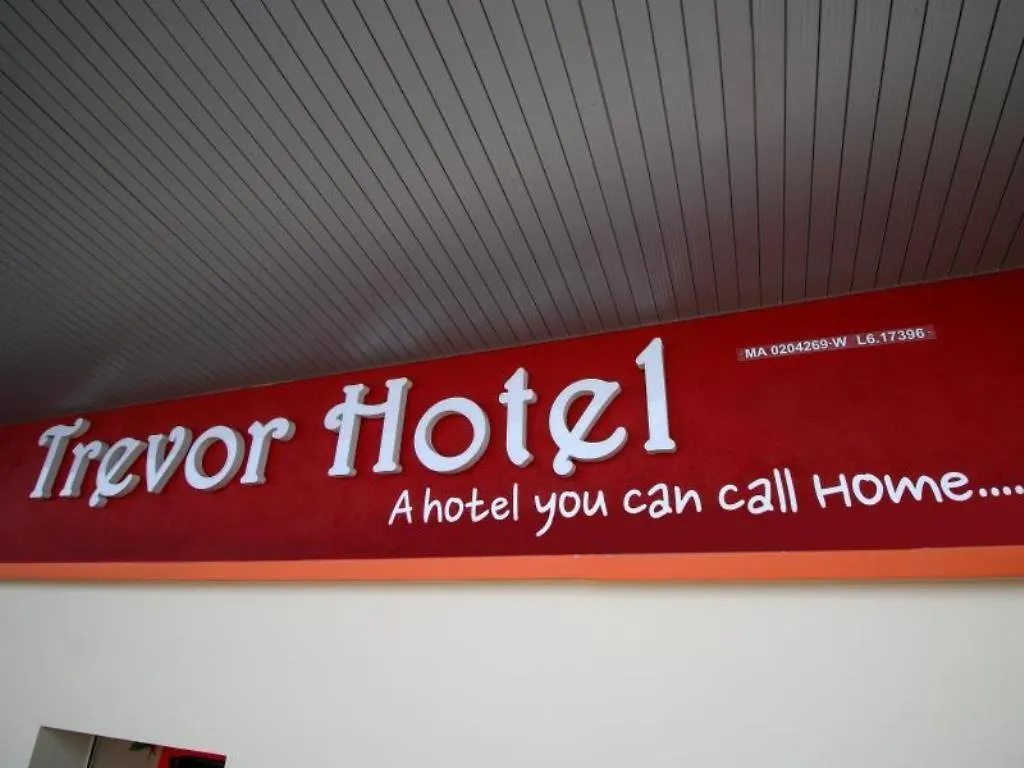 MA 0204269-W L6.17396
Trevor Hotel
A hotel you can call Home....